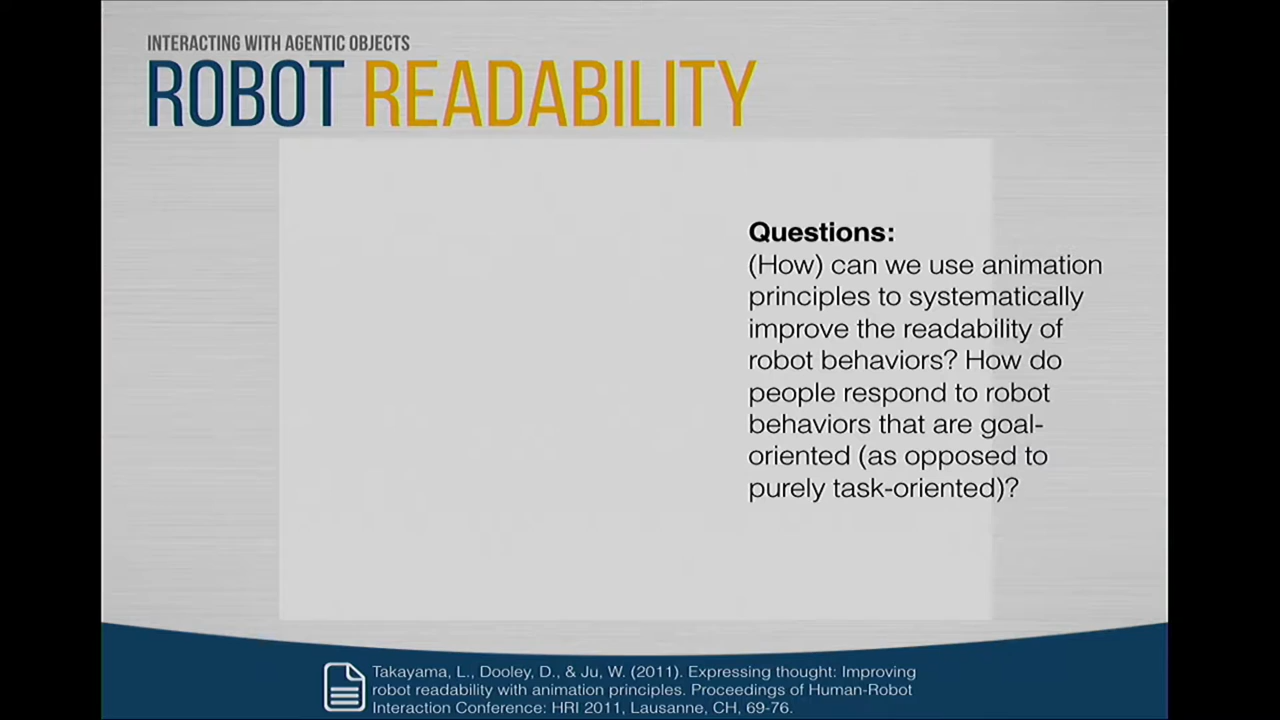 INTERACTING WITH AGENTIC OBJECTS
ROBOT READABILITY
Questions:
(How) can we use animation
principles to systematically
improve the readability of
robot behaviors? How do
people respond to robot
behaviors that are goal-
oriented (as opposed to
purely task-oriented)?
Takayama, L., Dooley, D., & Ju, W. (2011). Expressing thought: Improving
robot readability with animation principles. Proceedings of Human-Robot
Interaction Conference: HRI 2011, Lausanne, CH, 69-76.